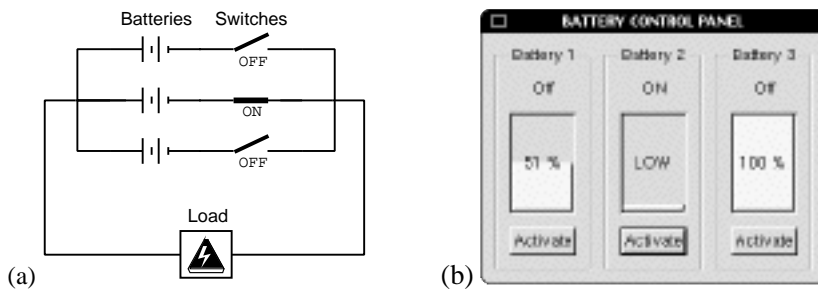 Batteries Switches
OFF
ON
OFF
Load
(a)
BATTERY CONTROL PANEL
Battery 1 Battery 2 Battery 3
Off ON Off
51 % LOW 100 %
Activate Activate Activate
(b)